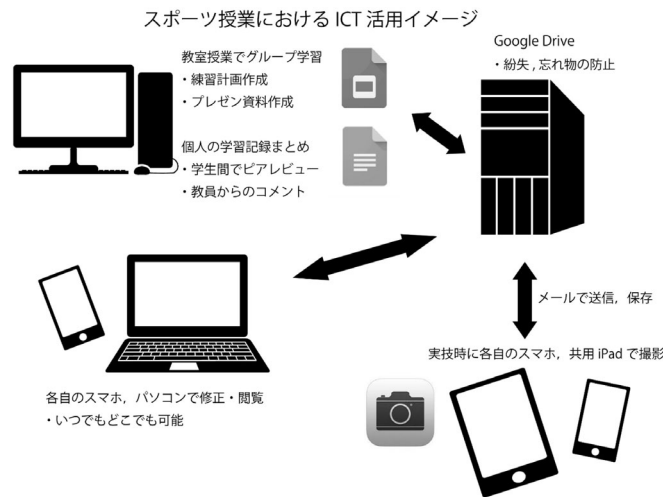 スポーツ授業における ICT 活用イメージ
教室授業でグループ学習
・練習計画作成
・プレゼン資料作成
個人の学習記録まとめ
・学生間でピアレビュー
・教員からのコメント
Google Drive
・紛失 , 忘れ物の防止
メールで送信，保存
各自のスマホ，パソコンで修正・閲覧
・いつでもどこでも可能
実技時に各自のスマホ，共用 iPad で撮影